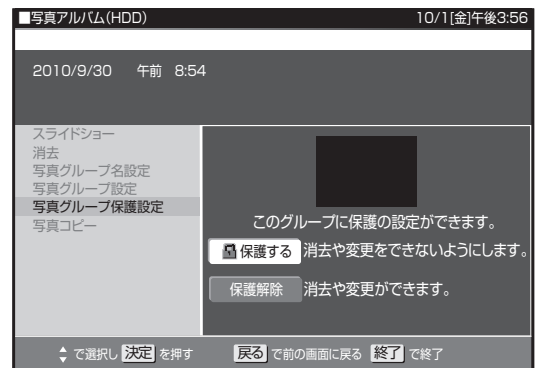 ■写真アルバム(HDD)
10/1[金]午後3:56
2010/9/30 午前 8:54
スライドショー
消去
写真グループ名設定
写真グループ設定
写真グループ保護設定
写真コピー
このグループに保護の設定ができます。
保護する 消去や変更をできないようにします。
保護解除 消去や変更ができます。
で選択し 決定 を押す 戻る で前の画面に戻る 終了 で終了